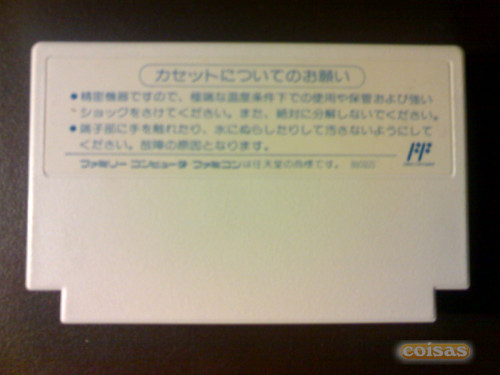 カセットについてのお願い
●精密機器ですので、極端な温度条件下での使用や保管および強い
ショックをさけてください。また、絶対に分解しないでください。
●端子部に手を触れたり、水にぬらしたりして汚さないようにして
ください。故障の原因となります。
ファミリーコンピュータ・ファミコンは任天堂の商標です。
FF
coisas